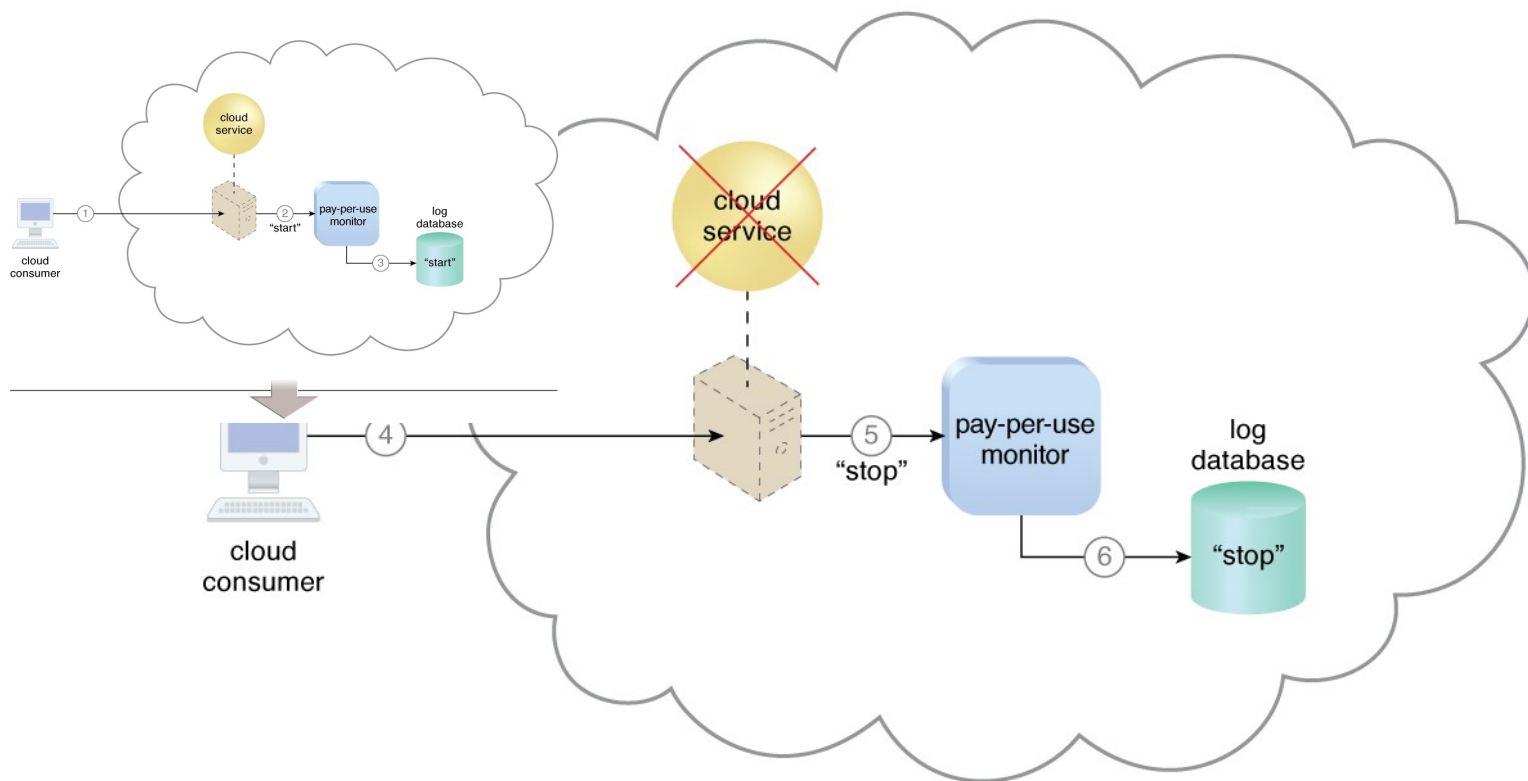 cloud
service
1
2
“start”
pay-per-use
monitor
log
database
3
“start”
cloud
consumer
cloud
service
4
5
“stop”
pay-per-use
monitor
log
database
6
“stop”
cloud
consumer